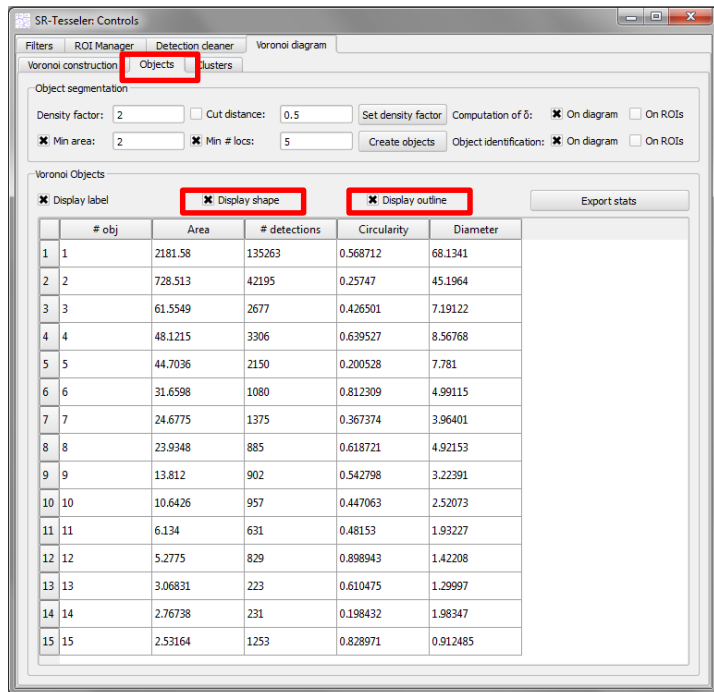 SR-Tesseler: Controls
Filters ROI Manager Detection cleaner Voronoi diagram
Voronoi construction Objects Clusters
Object segmentation
Density factor: 2 Cut distance: 0.5 Set density factor Computation of δ: On diagram On ROIs
Min area: 2 Min # locs: 5 Create objects Object identification: On diagram On ROIs
Voronoi Objects
Display label Display shape Display outline Export stats
# obj Area # detections Circularity Diameter
1 1 2181.58 135263 0.568712 68.1341
2 2 728.513 42195 0.25747 45.1964
3 3 61.5549 2677 0.426501 7.19122
4 4 48.1215 3306 0.639527 8.56768
5 5 44.7036 2150 0.200528 7.781
6 6 31.6598 1080 0.812309 4.99115
7 7 24.6775 1375 0.367374 3.96401
8 8 23.9348 885 0.618721 4.92153
9 9 13.812 902 0.542798 3.22391
10 10 10.6426 957 0.447063 2.52073
11 11 6.134 631 0.48153 1.93227
12 12 5.2775 829 0.898943 1.42208
13 13 3.06831 223 0.610475 1.29997
14 14 2.76738 231 0.198432 1.98347
15 15 2.53164 1253 0.828971 0.912485